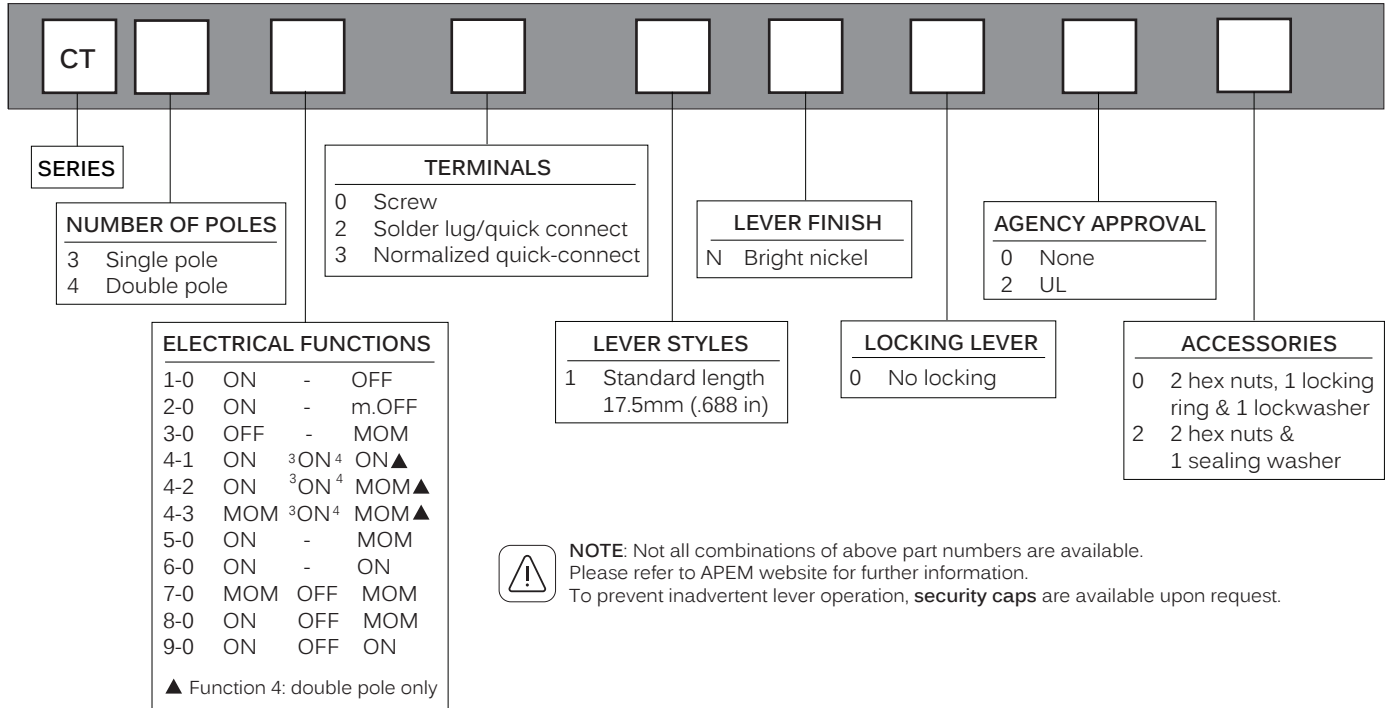 CT
SERIES
NUMBER OF POLES
3 Single pole
4 Double pole
ELECTRICAL FUNCTIONS
1-0 ON - OFF
2-0 ON - m.OFF
3-0 OFF - MOM
4-1 ON ³ON⁴ ON▲
4-2 ON ³ON⁴ MOM▲
4-3 MOM ³ON⁴ MOM▲
5-0 ON - MOM
6-0 ON - ON
7-0 MOM OFF MOM
8-0 ON OFF MOM
9-0 ON OFF ON
▲ Function 4: double pole only
TERMINALS
0 Screw
2 Solder lug/quick connect
3 Normalized quick-connect
LEVER STYLES
1 Standard length
17.5mm (.688 in)
LEVER FINISH
N Bright nickel
LOCKING LEVER
0 No locking
AGENCY APPROVAL
0 None
2 UL
ACCESSORIES
0 2 hex nuts, 1 locking
ring & 1 lockwasher
2 2 hex nuts &
1 sealing washer
NOTE: Not all combinations of above part numbers are available.
Please refer to APEM website for further information.
To prevent inadvertent lever operation, security caps are available upon request.